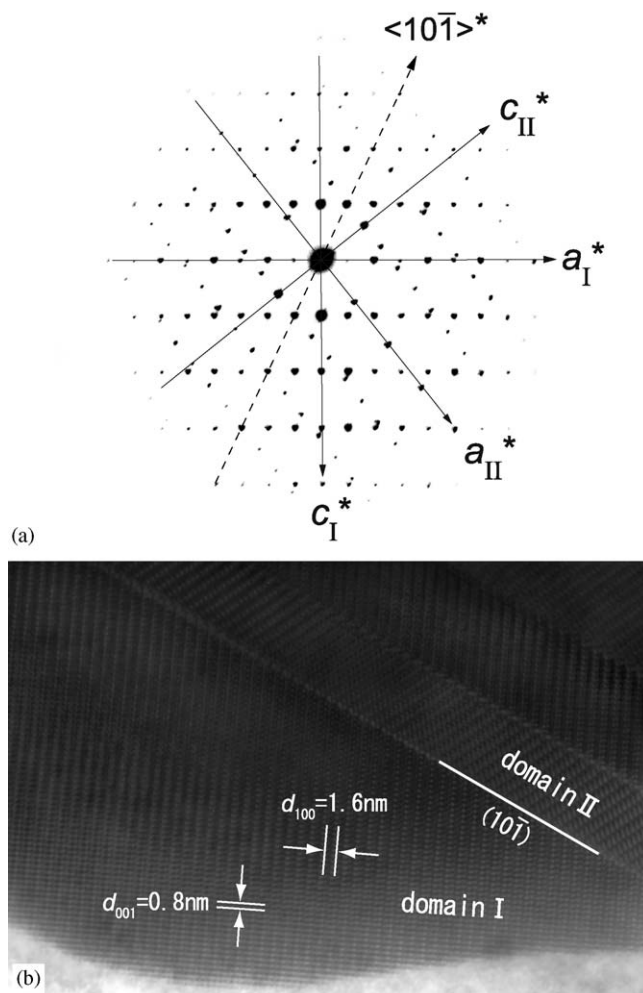 <101̄>*
c_II*
a_I*
a_II*
c_I*
(a)
domain II
(101̄)
d₁₀₀=1.6nm
d₀₀₁=0.8nm
domain I
(b)